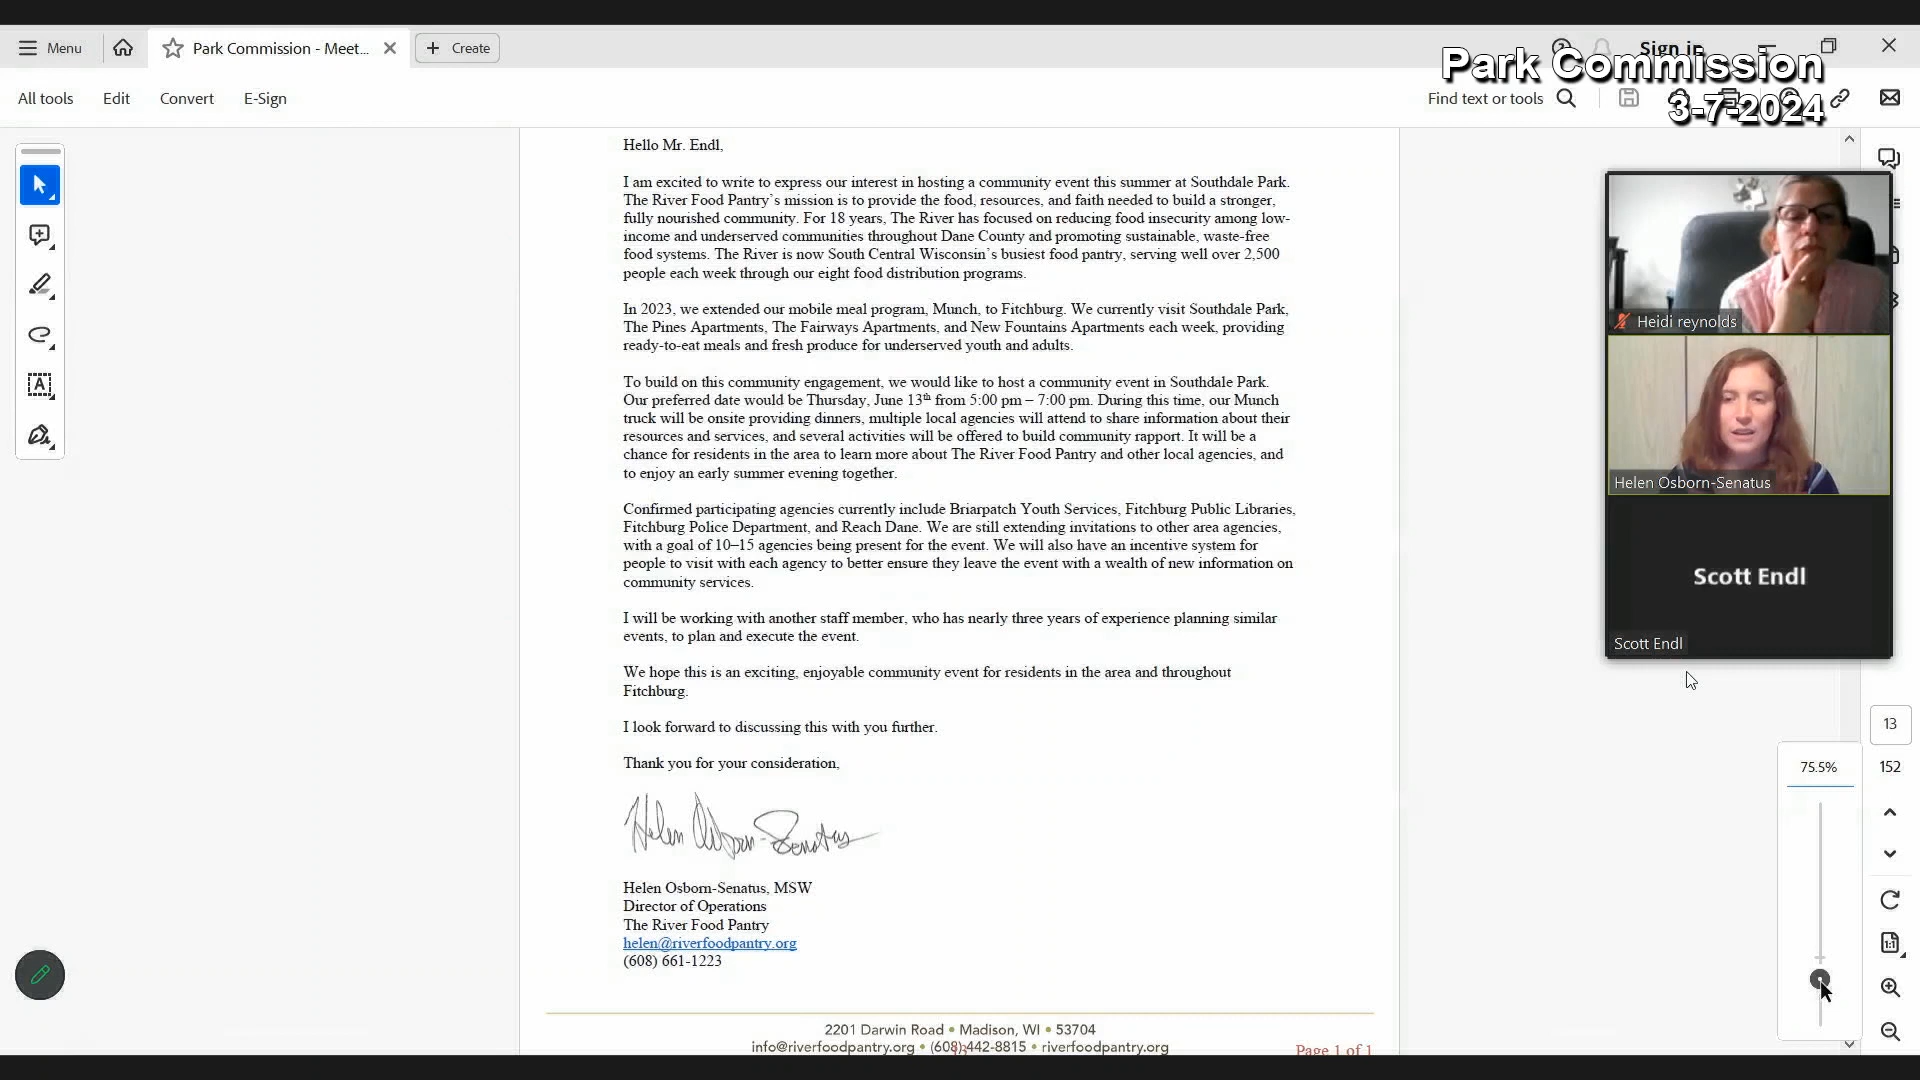 Menu
Park Commission - Meet...
Create
Sign in
Park Commission
3-7-2024
All tools
Edit
Convert
E-Sign
Find text or tools
Hello Mr. Endl,
I am excited to write to express our interest in hosting a community event this summer at Southdale Park.
The River Food Pantry's mission is to provide the food, resources, and faith needed to build a stronger,
fully nourished community. For 18 years, The River has focused on reducing food insecurity among low-
income and underserved communities throughout Dane County and promoting sustainable, waste-free
food systems. The River is now South Central Wisconsin's busiest food pantry, serving well over 2,500
people each week through our eight food distribution programs.
In 2023, we extended our mobile meal program, Munch, to Fitchburg. We currently visit Southdale Park,
The Pines Apartments, The Fairways Apartments, and New Fountains Apartments each week, providing
ready-to-eat meals and fresh produce for underserved youth and adults.
To build on this community engagement, we would like to host a community event in Southdale Park.
Our preferred date would be Thursday, June 13th from 5:00 pm – 7:00 pm. During this time, our Munch
truck will be onsite providing dinners, multiple local agencies will attend to share information about their
resources and services, and several activities will be offered to build community rapport. It will be a
chance for residents in the area to learn more about The River Food Pantry and other local agencies, and
to enjoy an early summer evening together.
Confirmed participating agencies currently include Briarpatch Youth Services, Fitchburg Public Libraries,
Fitchburg Police Department, and Reach Dane. We are still extending invitations to other area agencies,
with a goal of 10–15 agencies being present for the event. We will also have an incentive system for
people to visit with each agency to better ensure they leave the event with a wealth of new information on
community services.
I will be working with another staff member, who has nearly three years of experience planning similar
events, to plan and execute the event.
We hope this is an exciting, enjoyable community event for residents in the area and throughout
Fitchburg.
I look forward to discussing this with you further.
Thank you for your consideration,
Helen Osborn-Senatus
Helen Osborn-Senatus, MSW
Director of Operations
The River Food Pantry
helen@riverfoodpantry.org
(608) 661-1223
2201 Darwin Road • Madison, WI • 53704
info@riverfoodpantry.org • (608) 442-8815 • riverfoodpantry.org
13
Page 1 of 1
Heidi reynolds
Helen Osborn-Senatus
Scott Endl
Scott Endl
13
75.5%
152